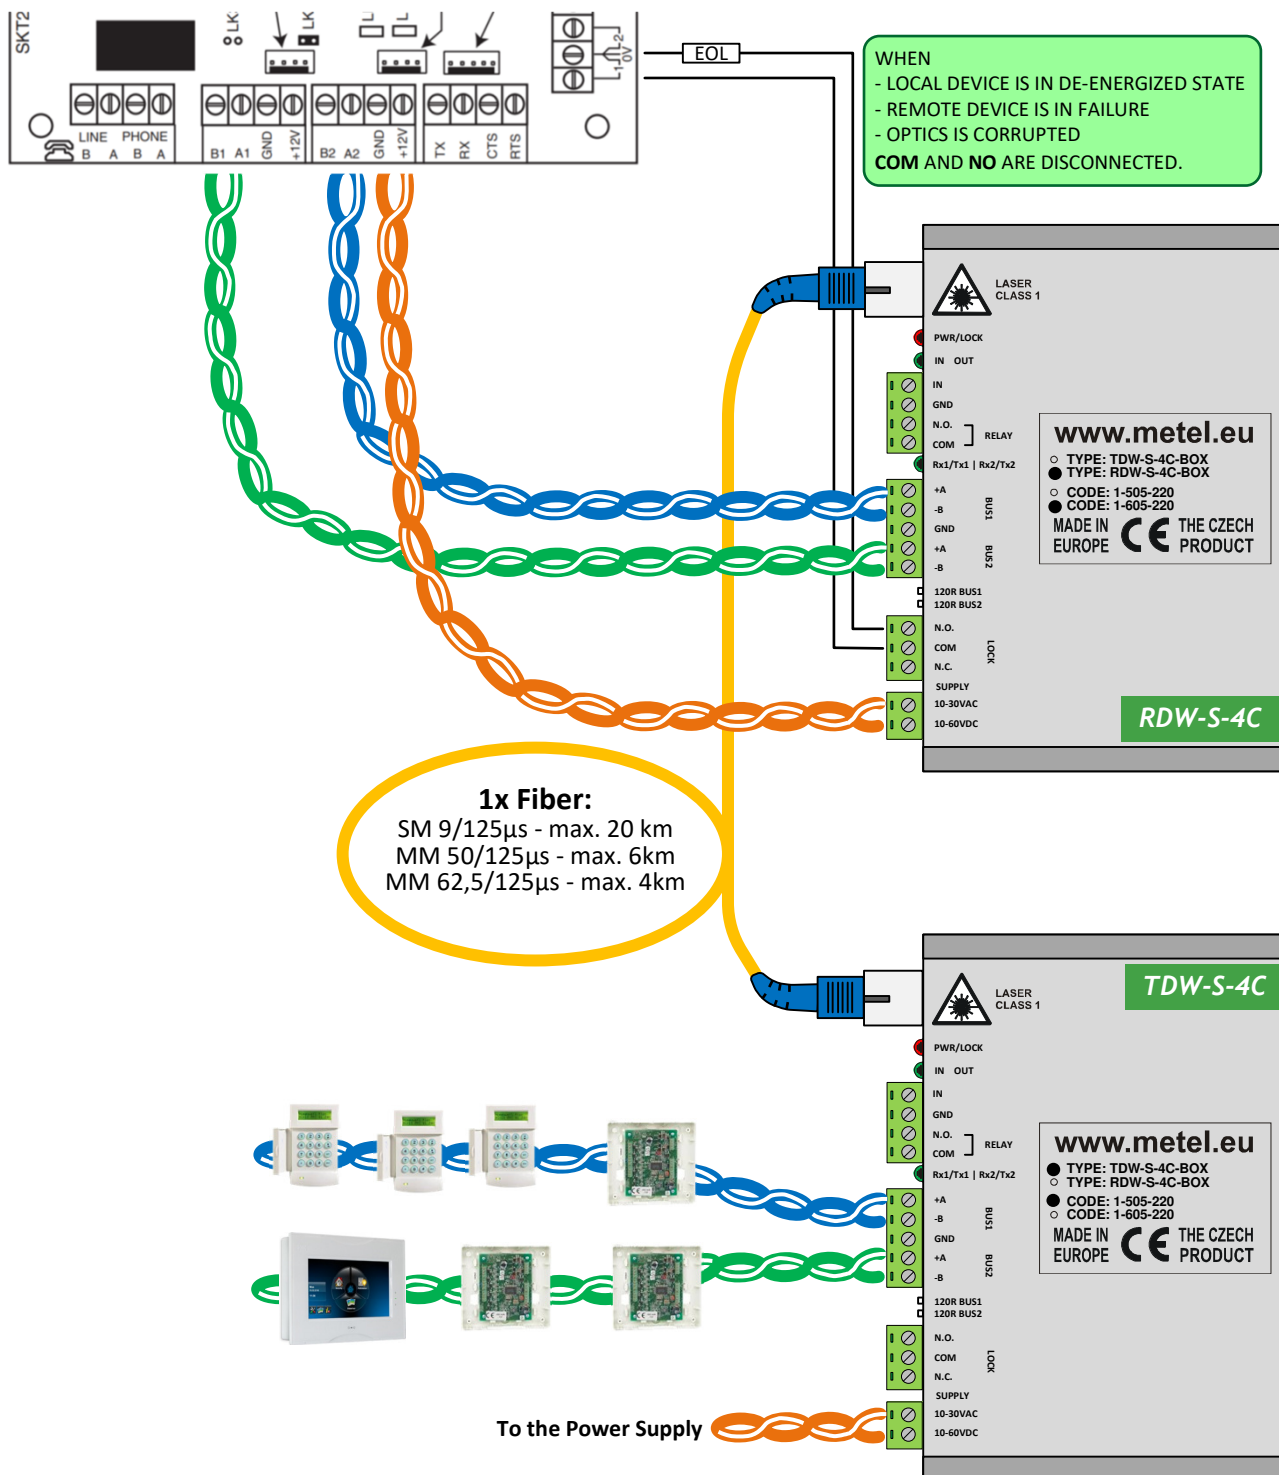 SKT2
LK
LK
L
L
2
0V
1
LINE PHONE
B A B A
B1 A1 GND +12V
B2 A2 GND +12V
TX RX CTS RTS
EOL
WHEN
- LOCAL DEVICE IS IN DE-ENERGIZED STATE
- REMOTE DEVICE IS IN FAILURE
- OPTICS IS CORRUPTED
COM AND NO ARE DISCONNECTED.
LASER
CLASS 1
PWR/LOCK
IN OUT
IN
GND
N.O.
COM
RELAY
Rx1/Tx1 | Rx2/Tx2
+A
-B
BUS1
GND
+A
-B
BUS2
120R BUS1
120R BUS2
N.O.
COM
N.C.
LOCK
SUPPLY
10-30VAC
10-60VDC
www.metel.eu
TYPE: TDW-S-4C-BOX
TYPE: RDW-S-4C-BOX
CODE: 1-505-220
CODE: 1-605-220
MADE IN EUROPE CE THE CZECH PRODUCT
RDW-S-4C
1x Fiber:
SM 9/125µs - max. 20 km
MM 50/125µs - max. 6km
MM 62,5/125µs - max. 4km
TDW-S-4C
LASER
CLASS 1
PWR/LOCK
IN OUT
IN
GND
N.O.
COM
RELAY
Rx1/Tx1 | Rx2/Tx2
+A
-B
BUS1
GND
+A
-B
BUS2
120R BUS1
120R BUS2
N.O.
COM
N.C.
LOCK
SUPPLY
10-30VAC
10-60VDC
www.metel.eu
TYPE: TDW-S-4C-BOX
TYPE: RDW-S-4C-BOX
CODE: 1-505-220
CODE: 1-605-220
MADE IN EUROPE CE THE CZECH PRODUCT
To the Power Supply